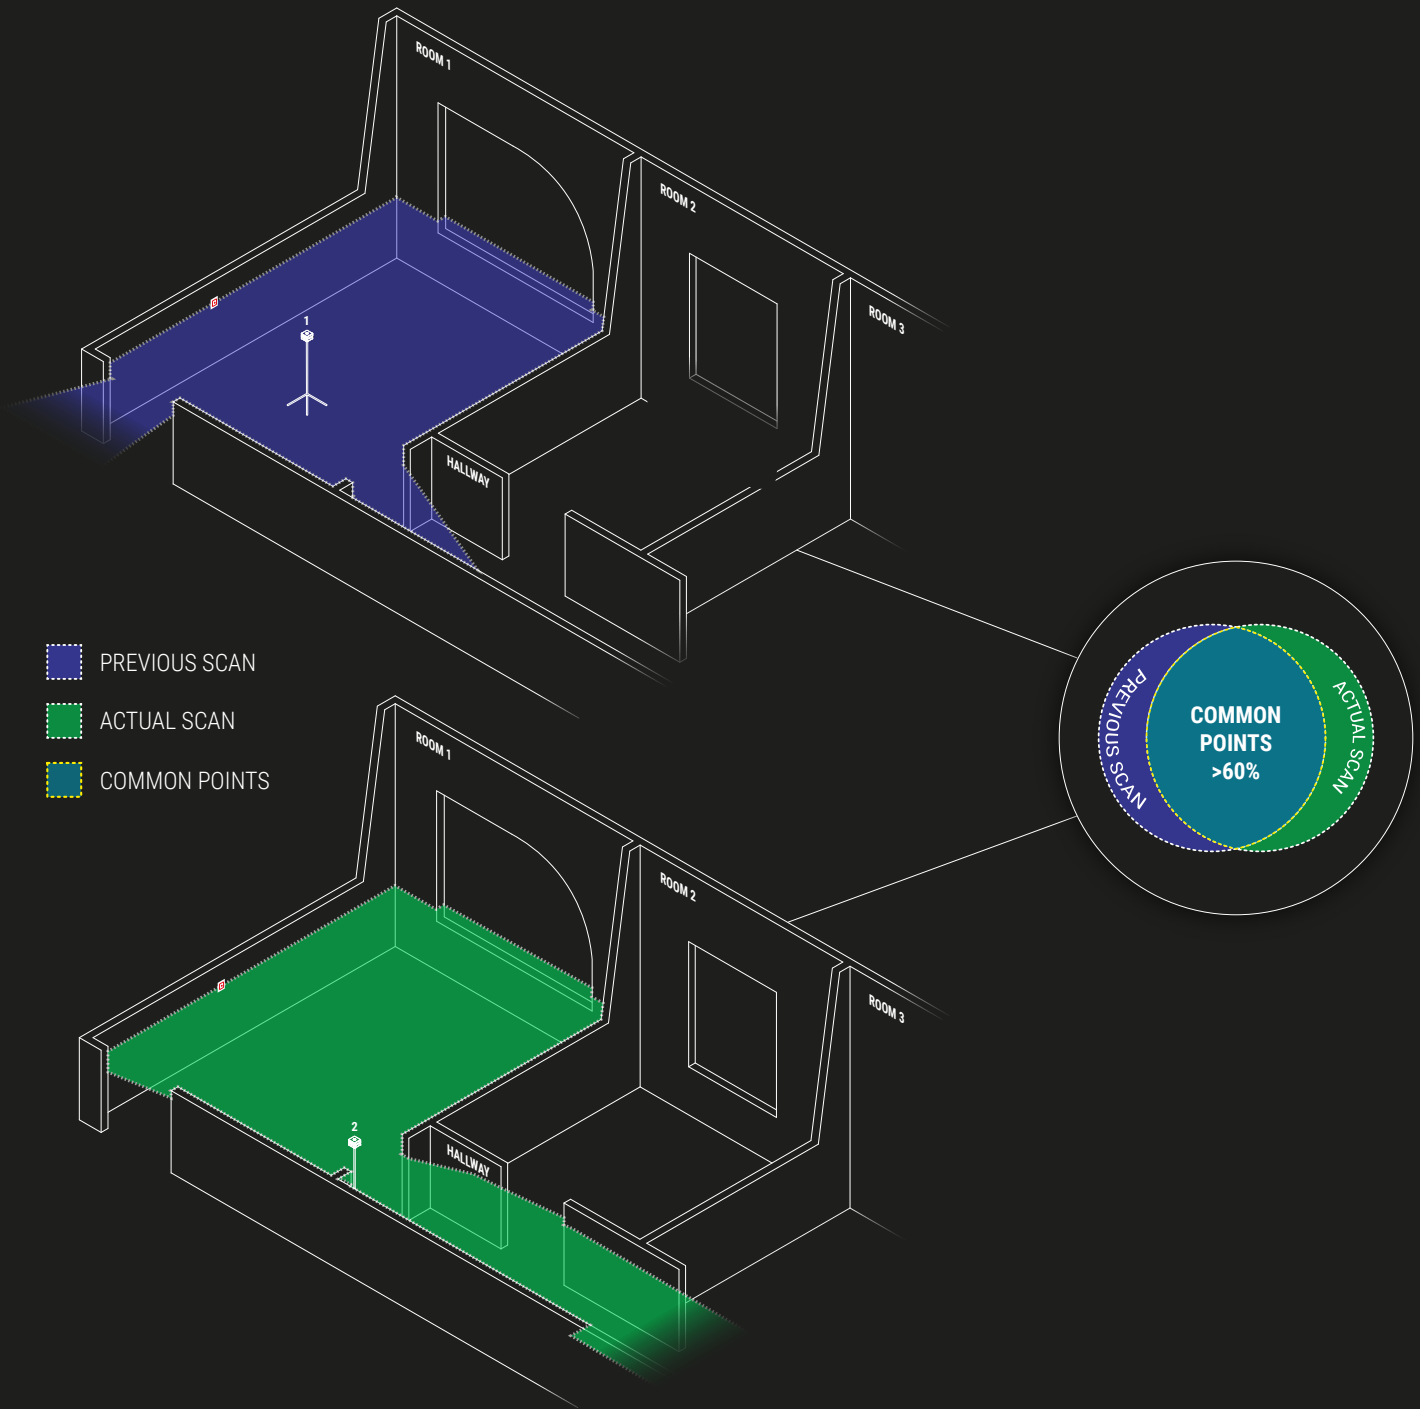 ROOM 1
ROOM 2
ROOM 3
1
HALLWAY
PREVIOUS SCAN
ACTUAL SCAN
COMMON POINTS
PREVIOUS SCAN
COMMON
POINTS
>60%
ACTUAL SCAN
ROOM 1
ROOM 2
ROOM 3
2
HALLWAY